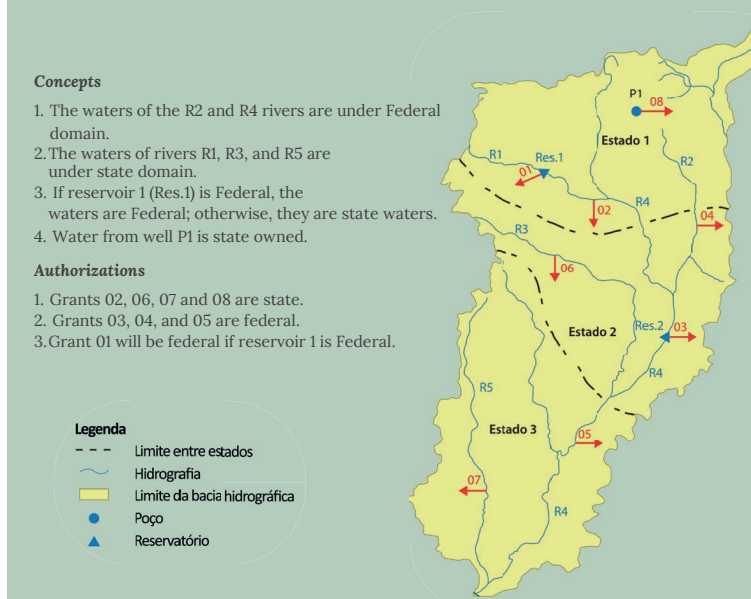 Concepts
1. The waters of the R2 and R4 rivers are under Federal
domain.
2. The waters of rivers R1, R3, and R5 are
under state domain.
3. If reservoir 1 (Res.1) is Federal, the
waters are Federal; otherwise, they are state waters.
4. Water from well P1 is state owned.
Authorizations
1. Grants 02, 06, 07 and 08 are state.
2. Grants 03, 04, and 05 are federal.
3. Grant 01 will be federal if reservoir 1 is Federal.
Legenda
Limite entre estados
Hidrografia
Limite da bacia hidrográfica
Poço
Reservatório
P1
08
Estado 1
R1
Res.1
R2
01
02
R4
04
R3
06
Estado 2
Res.2
03
R4
R5
Estado 3
05
07
R4